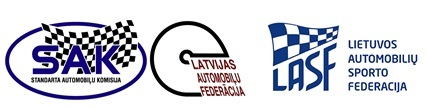 SAK
STANDARTA AUTOMOBIĻU KOMISIJA
LATVIJAS
AUTOMOBIĻU
FEDERĀCIJA
LASF
LIETUVOS
AUTOMOBILIŲ
SPORTO
FEDERACIJA